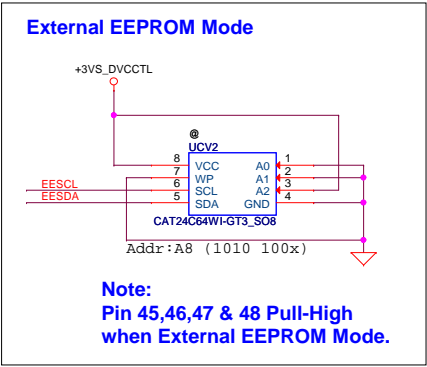 External EEPROM Mode
+3VS_DVCCTL
@
UCV2
8 VCC A0 1
7 WP A1 2
EESCL 6 SCL A2 3
EESDA 5 SDA GND 4
CAT24C64WI-GT3_SO8
Addr:A8 (1010 100x)
Note:
Pin 45,46,47 & 48 Pull-High
when External EEPROM Mode.